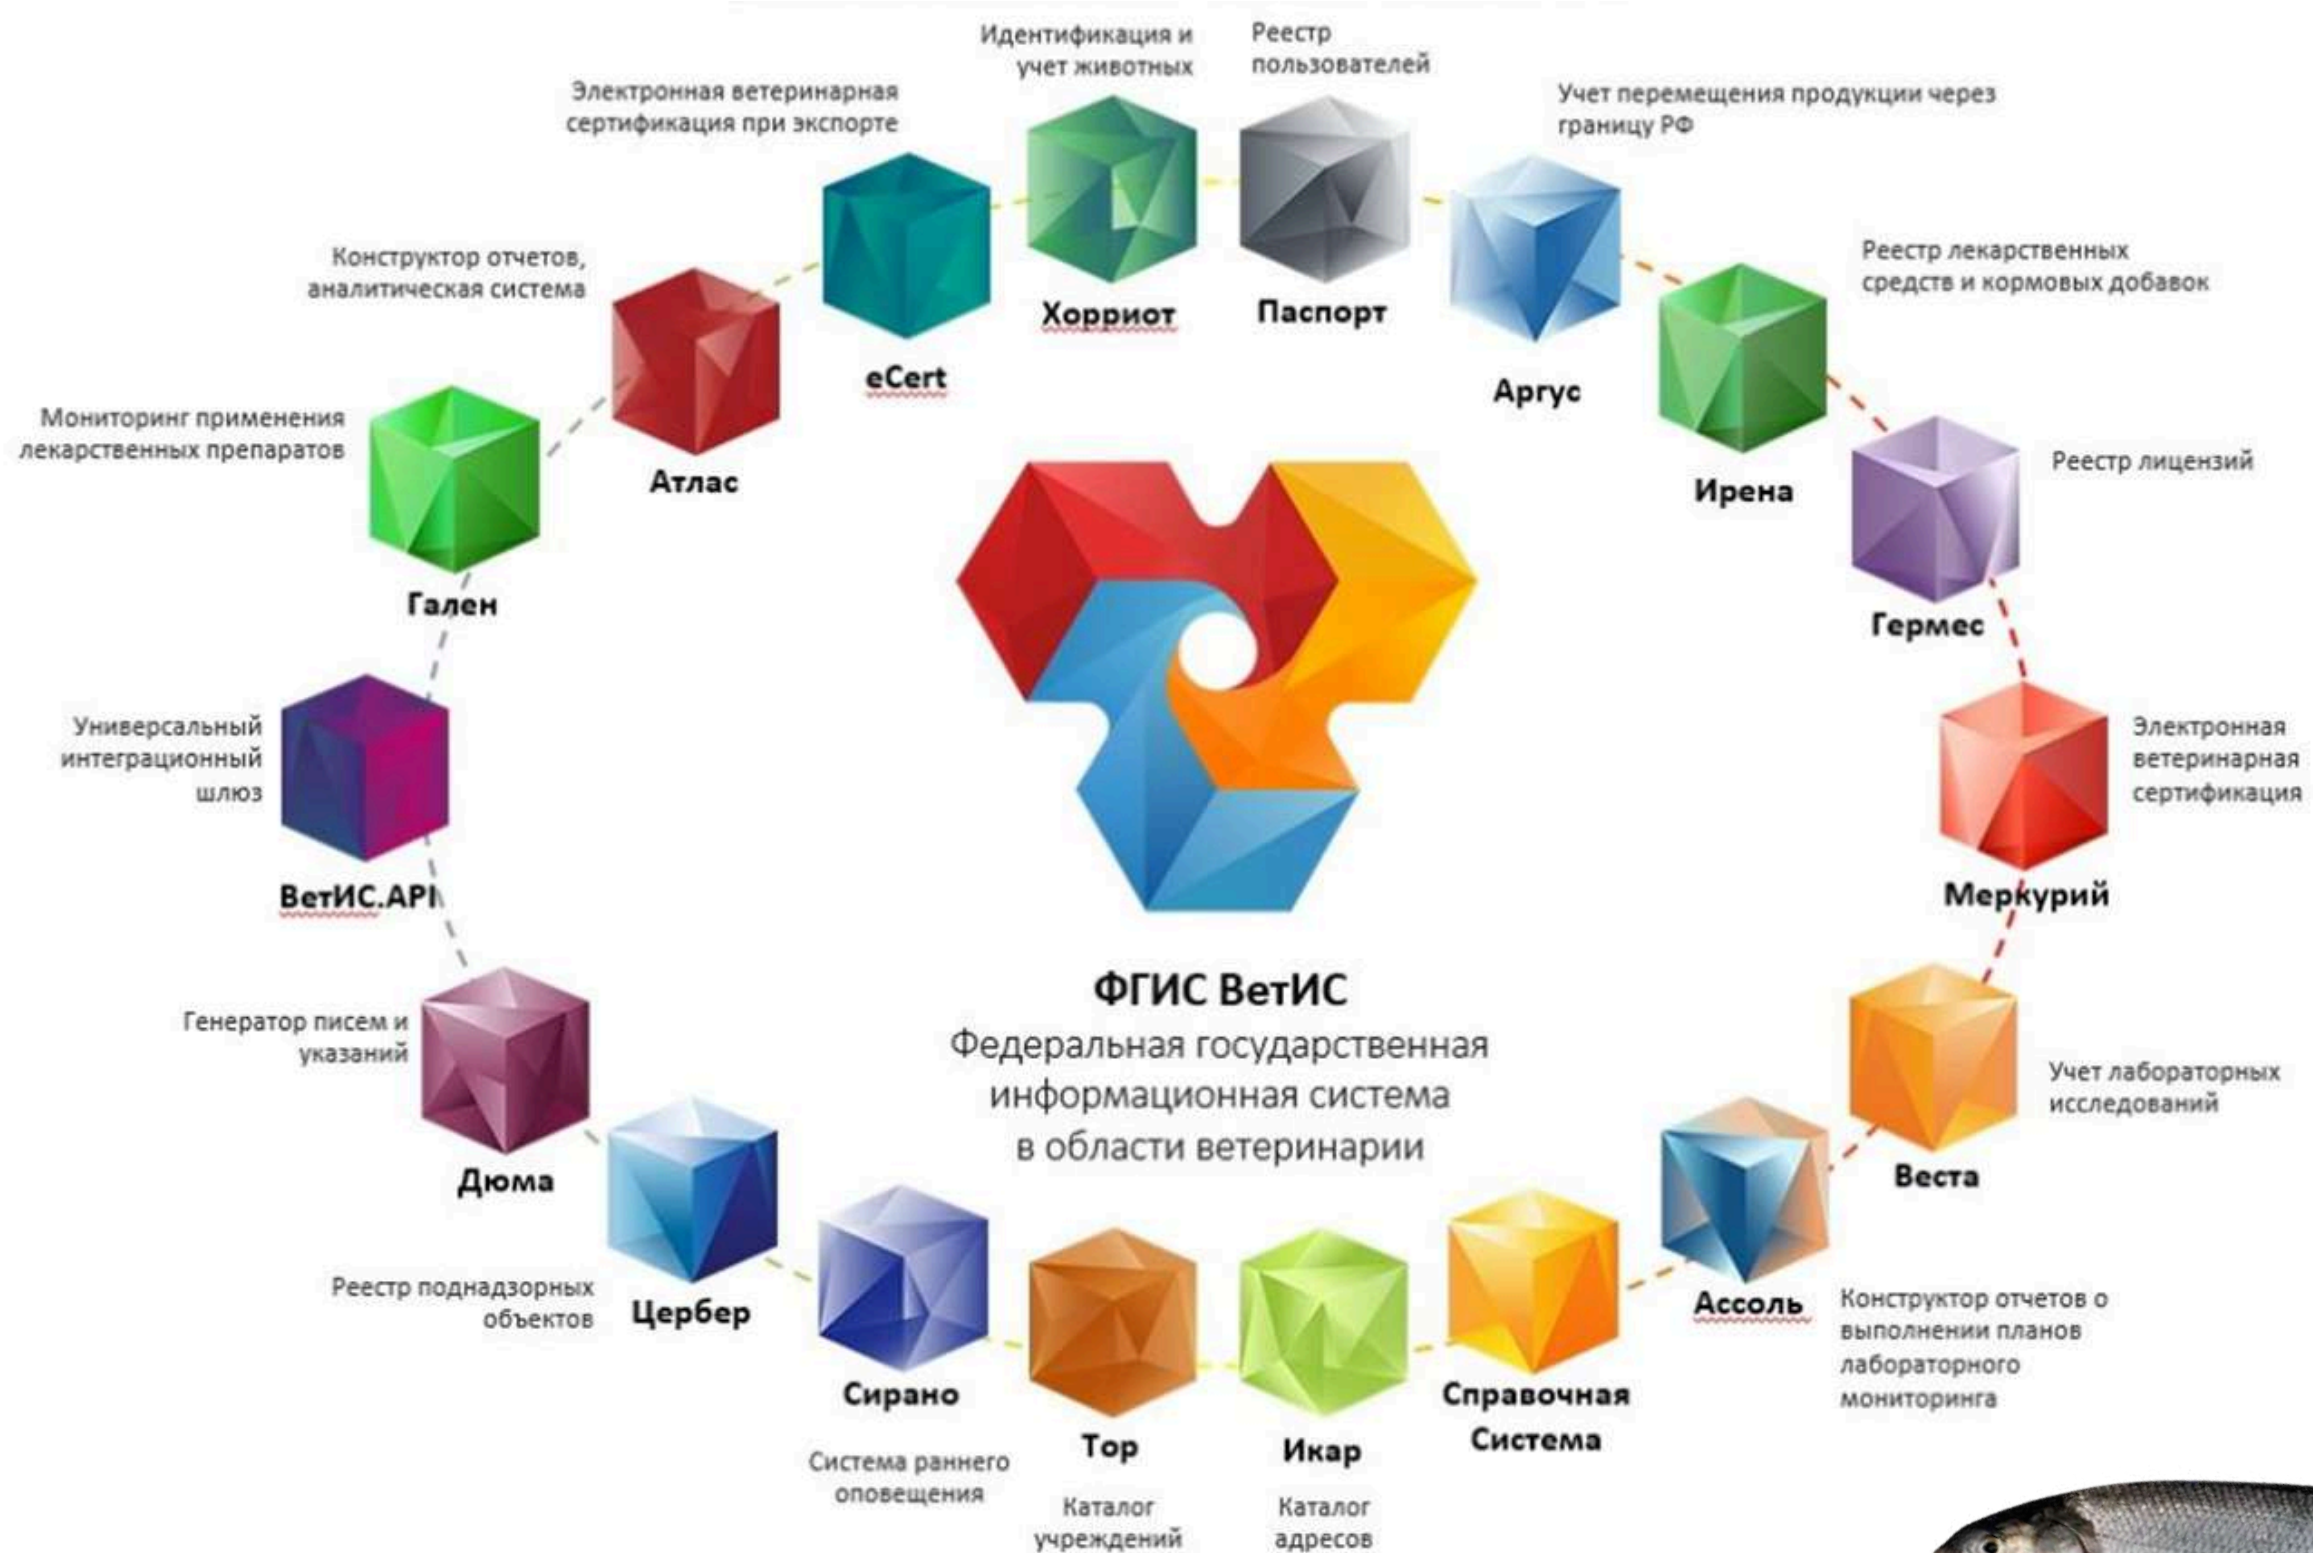 Идентификация и
учет животных
Реестр
пользователей
Электронная ветеринарная
сертификация при экспорте
Учет перемещения продукции через
границу РФ
Конструктор отчетов,
аналитическая система
Реестр лекарственных
средств и кормовых добавок
Хорриот
Паспорт
eCert
Аргус
Мониторинг применения
лекарственных препаратов
Атлас
Ирена
Реестр лицензий
Гален
Гермес
Универсальный
интеграционный
шлюз
Электронная
ветеринарная
сертификация
ВетИС.API
Меркурий
ФГИС ВетИС
Федеральная государственная
информационная система
в области ветеринарии
Генератор писем и
указаний
Учет лабораторных
исследований
Дюма
Веста
Реестр поднадзорных
объектов
Цербер
Ассоль
Конструктор отчетов о
выполнении планов
лабораторного
мониторинга
Сирано
Справочная
Система
Тор
Икар
Система раннего
оповещения
Каталог
учреждений
Каталог
адресов